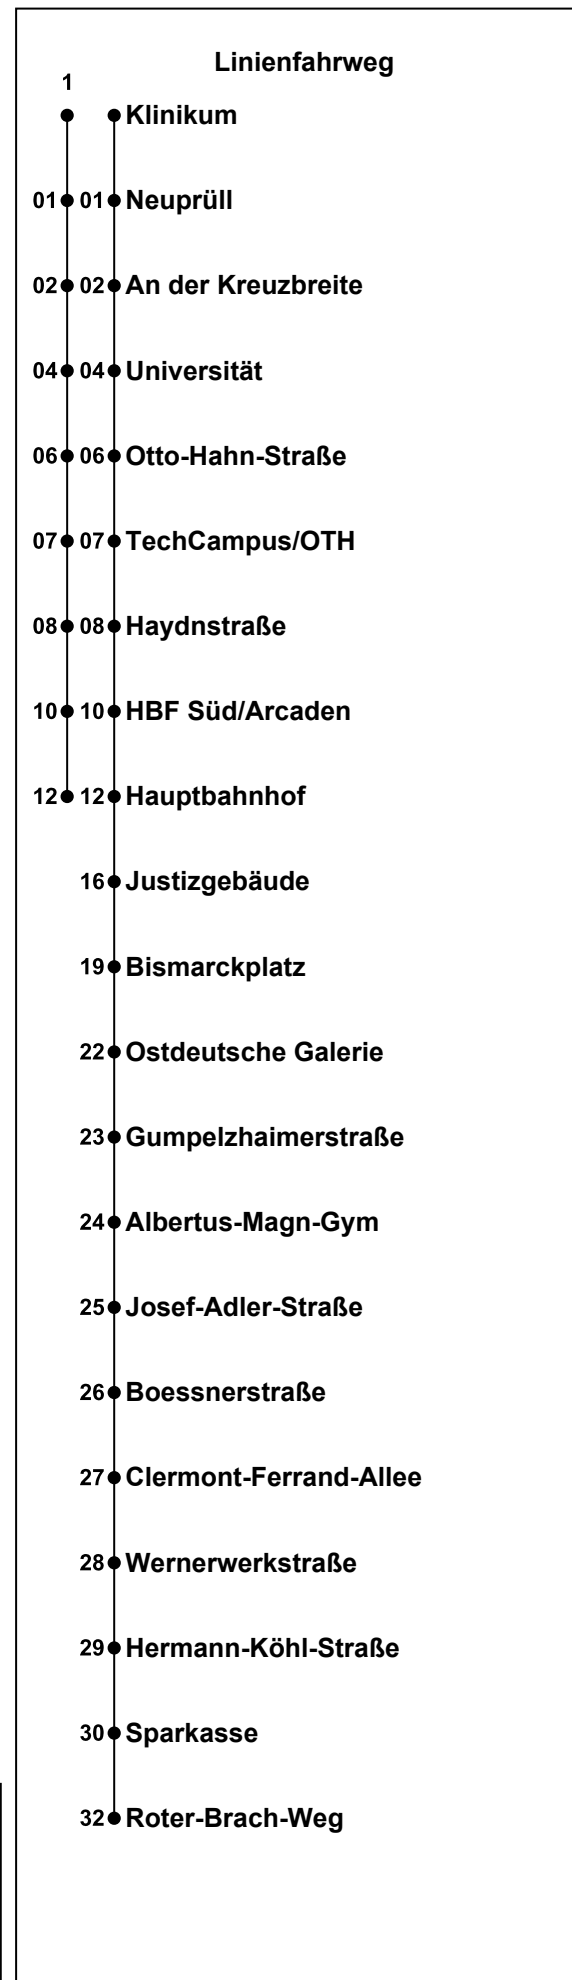 Linienfahrweg
1
Klinikum
01 01 Neuprüll
02 02 An der Kreuzbreite
04 04 Universität
06 06 Otto-Hahn-Straße
07 07 TechCampus/OTH
08 08 Haydnstraße
10 10 HBF Süd/Arcaden
12 12 Hauptbahnhof
16 Justizgebäude
19 Bismarckplatz
22 Ostdeutsche Galerie
23 Gumpelzhaimerstraße
24 Albertus-Magn-Gym
25 Josef-Adler-Straße
26 Boessnerstraße
27 Clermont-Ferrand-Allee
28 Wernerwerkstraße
29 Hermann-Köhl-Straße
30 Sparkasse
32 Roter-Brach-Weg